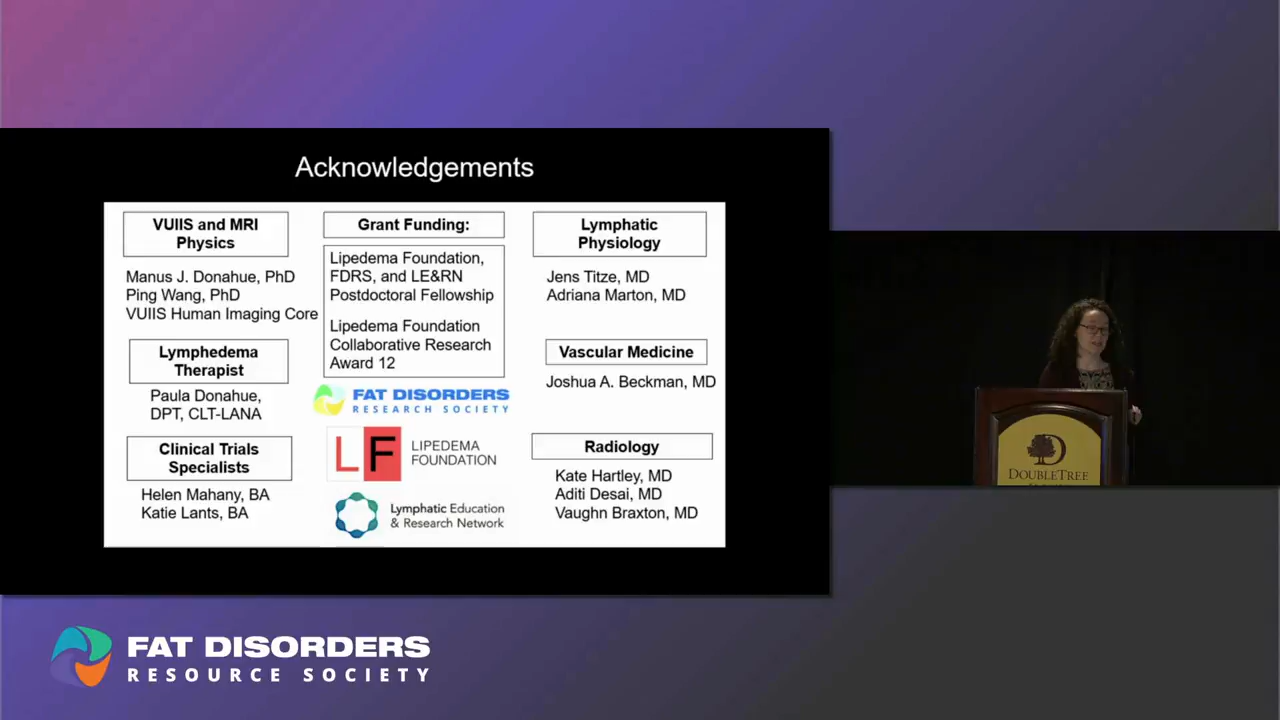 Acknowledgements
VUIIS and MRI
Physics
Manus J. Donahue, PhD
Ping Wang, PhD
VUIIS Human Imaging Core
Lymphedema
Therapist
Paula Donahue,
DPT, CLT-LANA
Clinical Trials
Specialists
Helen Mahany, BA
Katie Lants, BA
Grant Funding:
Lipedema Foundation,
FDRS, and LE&RN
Postdoctoral Fellowship
Lipedema Foundation
Collaborative Research
Award 12
FAT DISORDERS
RESEARCH SOCIETY
LF
LIPEDEMA
FOUNDATION
Lymphatic Education
& Research Network
Lymphatic
Physiology
Jens Titze, MD
Adriana Marton, MD
Vascular Medicine
Joshua A. Beckman, MD
Radiology
Kate Hartley, MD
Aditi Desai, MD
Vaughn Braxton, MD
DOUBLETREE
FAT DISORDERS
RESOURCE SOCIETY